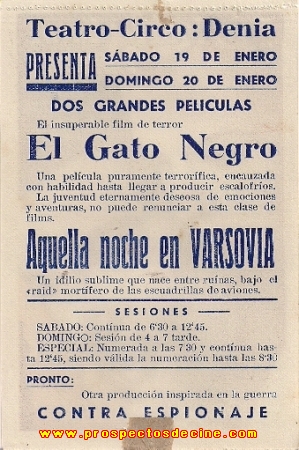 Teatro-Circo: Denia
PRESENTA
SÁBADO 19 DE ENERO
DOMINGO 20 DE ENERO
DOS GRANDES PELICULAS
El insuperable film de terror
El Gato Negro
Una película puramente terrorífica, encauzada
con habilidad hasta llegar a producir escalofríos.
La juventud eternamente deseosa de emociones
y aventuras, no puede renunciar a esta clase de
films.
Aquella noche en VARSOVIA
Un idilio sublime que nace entre ruinas, bajo el
«raid» mortífero de las escuadrillas de aviones.
SESIONES
SABADO: Contínua de 6'30 a 12'45.
DOMINGO: Sesión de 4 a 7 tarde.
ESPECIAL: Numerada a las 7'30 y contínua has-
ta 12'45, siendo válida la numeración hasta las 8'30
PRONTO:
Otra producción inspirada en la guerra
CONTRA ESPIONAJE
www.prospectosdecine.com